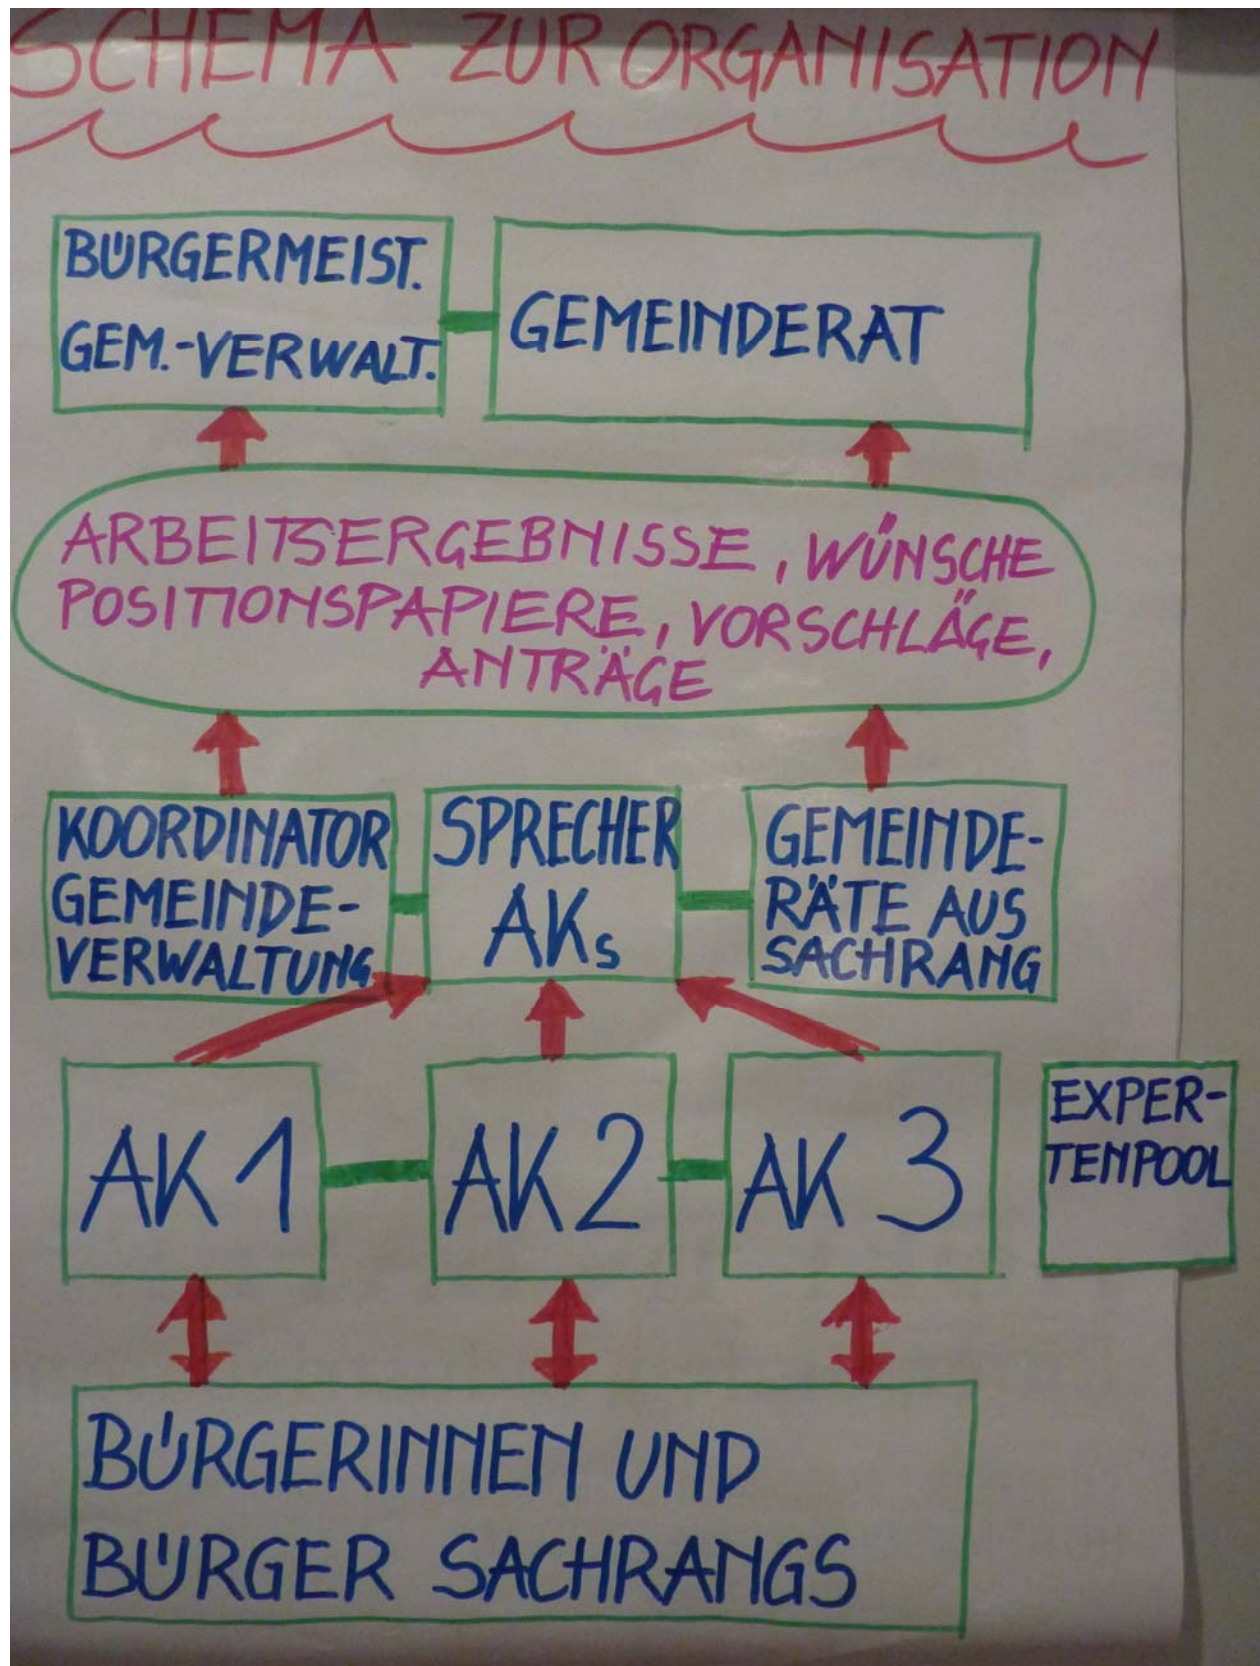 SCHEMA ZUR ORGANISATION
BÜRGERMEIST.
GEM.-VERWALT.
GEMEINDERAT
ARBEITSERGEBNISSE, WÜNSCHE
POSITIONSPAPIERE, VORSCHLÄGE,
ANTRÄGE
KOORDINATOR
GEMEINDE-
VERWALTUNG
SPRECHER
AKs
GEMEINDE-
RÄTE AUS
SACHRANG
AK 1
AK 2
AK 3
EXPER-
TENPOOL
BÜRGERINNEN UND
BÜRGER SACHRANGS